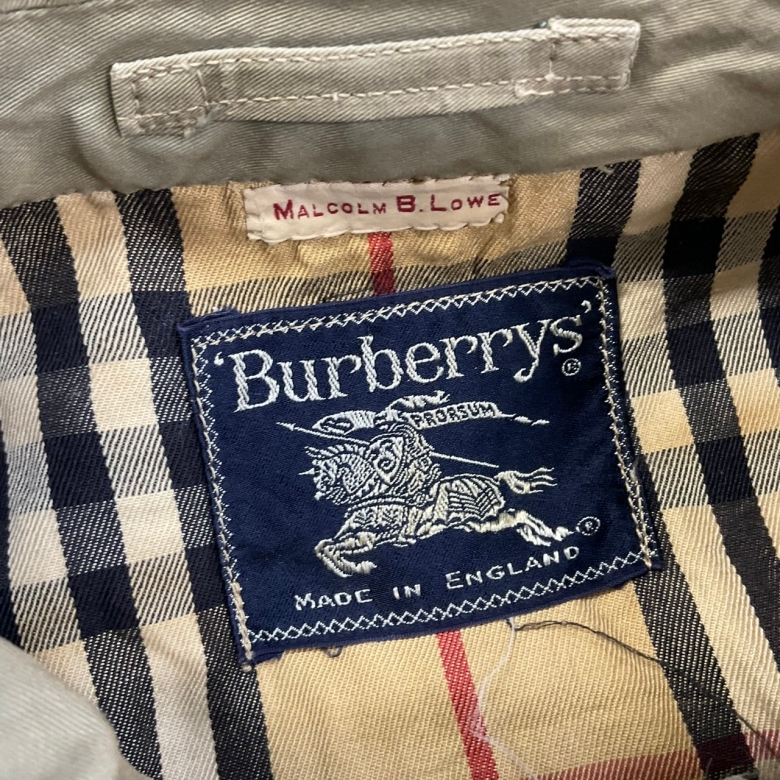 MALCOLM B. LOWE
'Burberrys'®
PRORSUM
®
MADE IN ENGLAND